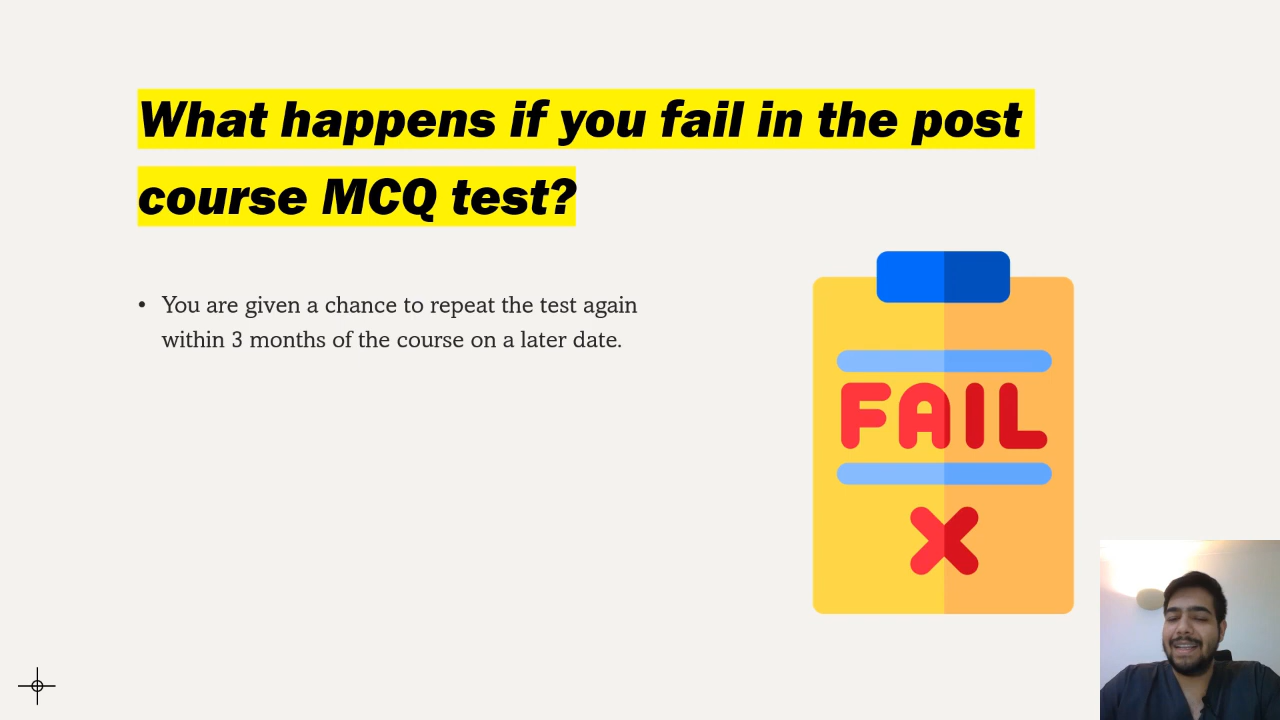 What happens if you fail in the post
course MCQ test?
• You are given a chance to repeat the test again
within 3 months of the course on a later date.
FAIL